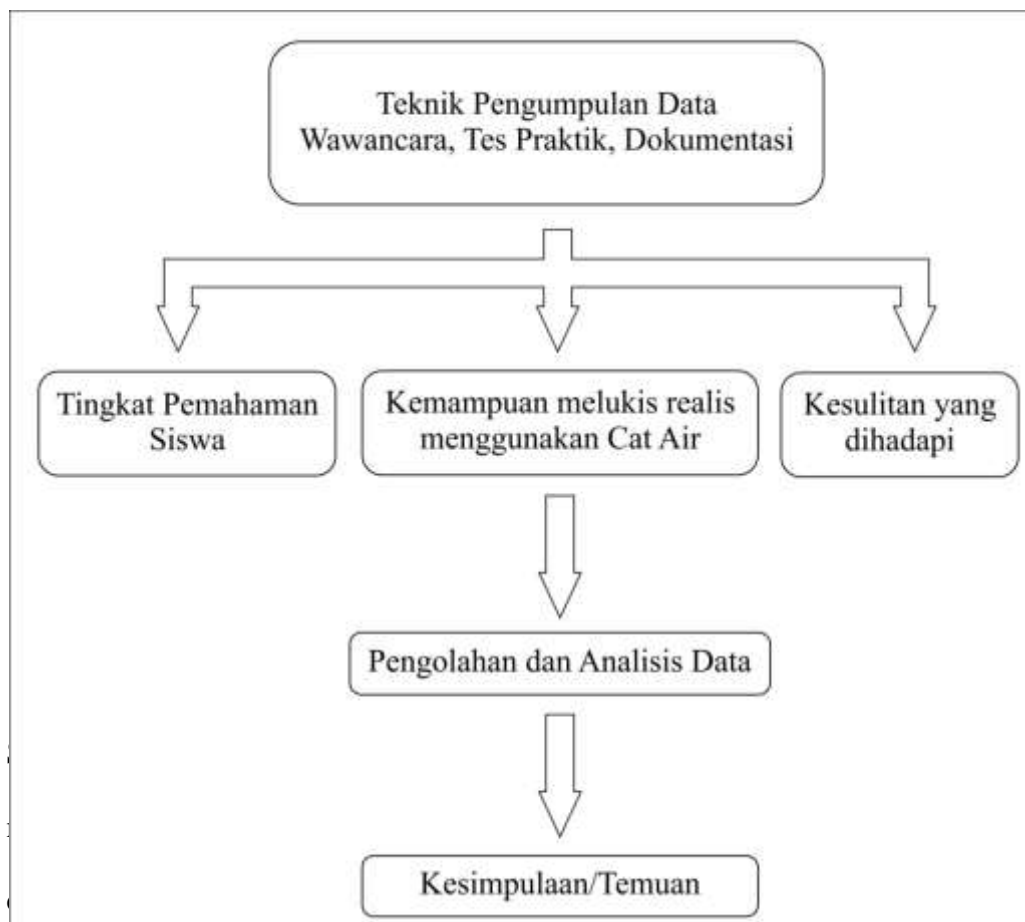 Teknik Pengumpulan Data
Wawancara, Tes Praktik, Dokumentasi
Tingkat Pemahaman
Siswa
Kemampuan melukis realis
menggunakan Cat Air
Kesulitan yang
dihadapi
Pengolahan dan Analisis Data
Kesimpulaan/Temuan